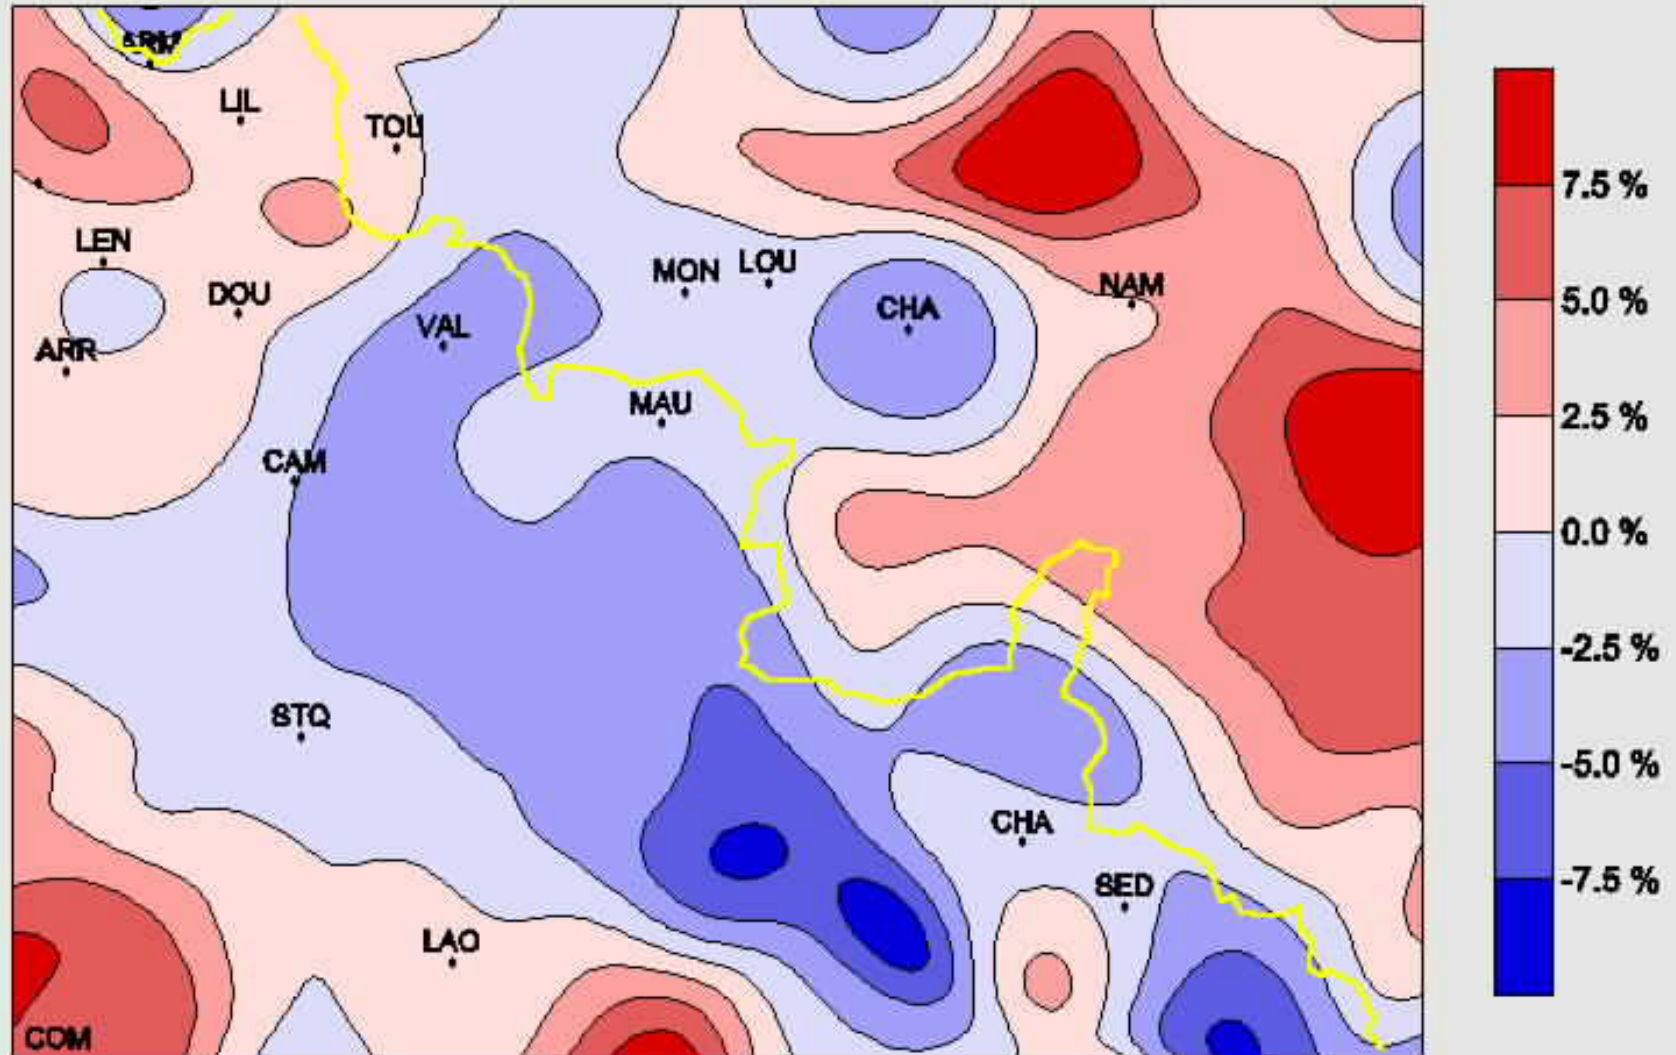 ARM
LIL
TOU
LEN
DOU
ARR
VAL
MON
LOU
CHA
NAM
MAU
CAM
STQ
CHA
SED
LAO
COM
7.5 %
5.0 %
2.5 %
0.0 %
-2.5 %
-5.0 %
-7.5 %